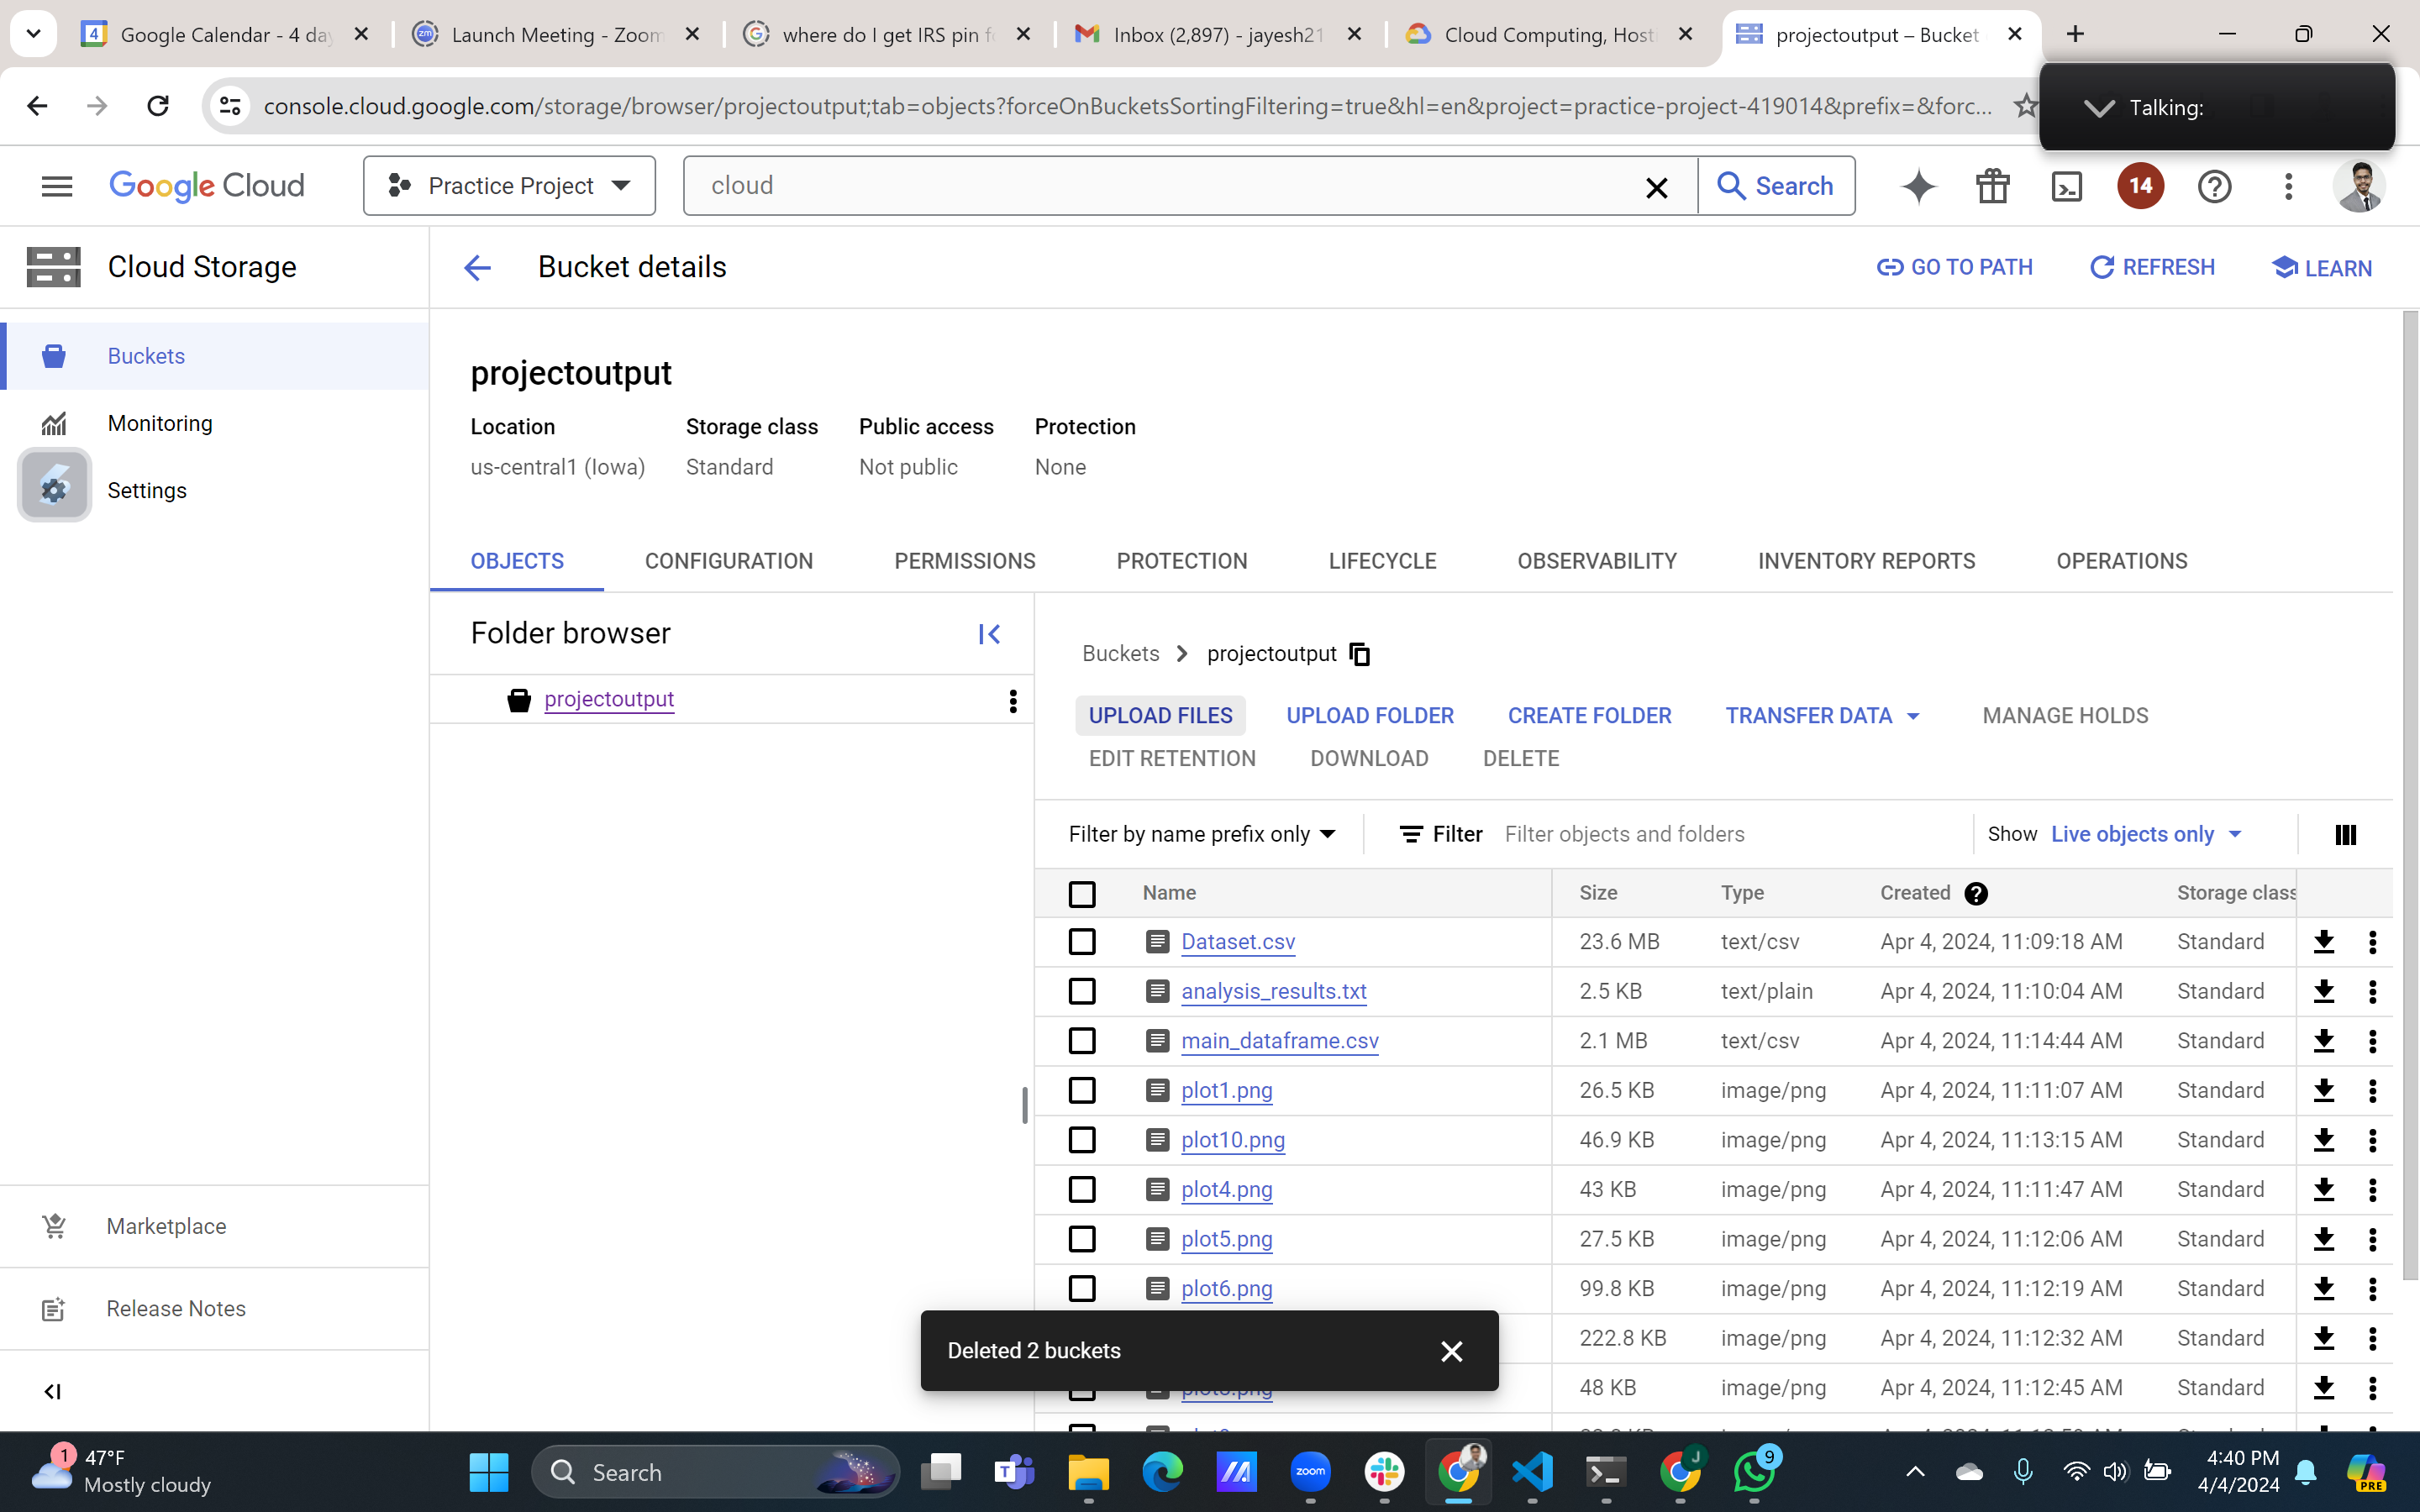 4 Google Calendar - 4 da
zm Launch Meeting - Zoom
where do I get IRS pin f
Inbox (2,897) - jayesh21
Cloud Computing, Host
projectoutput – Bucket
console.cloud.google.com/storage/browser/projectoutput;tab=objects?forceOnBucketsSortingFiltering=true&hl=en&project=practice-project-419014&prefix=&forc...
Talking:
Google Cloud
Practice Project
cloud
Search
14
Cloud Storage
Bucket details
GO TO PATH
REFRESH
LEARN
Buckets
Monitoring
Settings
Marketplace
Release Notes
projectoutput
Location Storage class Public access Protection
us-central1 (Iowa) Standard Not public None
OBJECTS CONFIGURATION PERMISSIONS PROTECTION LIFECYCLE OBSERVABILITY INVENTORY REPORTS OPERATIONS
Folder browser
projectoutput
Buckets > projectoutput
UPLOAD FILES UPLOAD FOLDER CREATE FOLDER TRANSFER DATA MANAGE HOLDS
EDIT RETENTION DOWNLOAD DELETE
Filter by name prefix only Filter Filter objects and folders Show Live objects only
Name Size Type Created Storage class
Dataset.csv 23.6 MB text/csv Apr 4, 2024, 11:09:18 AM Standard
analysis_results.txt 2.5 KB text/plain Apr 4, 2024, 11:10:04 AM Standard
main_dataframe.csv 2.1 MB text/csv Apr 4, 2024, 11:14:44 AM Standard
plot1.png 26.5 KB image/png Apr 4, 2024, 11:11:07 AM Standard
plot10.png 46.9 KB image/png Apr 4, 2024, 11:13:15 AM Standard
plot4.png 43 KB image/png Apr 4, 2024, 11:11:47 AM Standard
plot5.png 27.5 KB image/png Apr 4, 2024, 11:12:06 AM Standard
plot6.png 99.8 KB image/png Apr 4, 2024, 11:12:19 AM Standard
222.8 KB image/png Apr 4, 2024, 11:12:32 AM Standard
48 KB image/png Apr 4, 2024, 11:12:45 AM Standard
Deleted 2 buckets
1 47°F
Mostly cloudy
Search
T
zoom
J
9
4:40 PM
4/4/2024
PRE